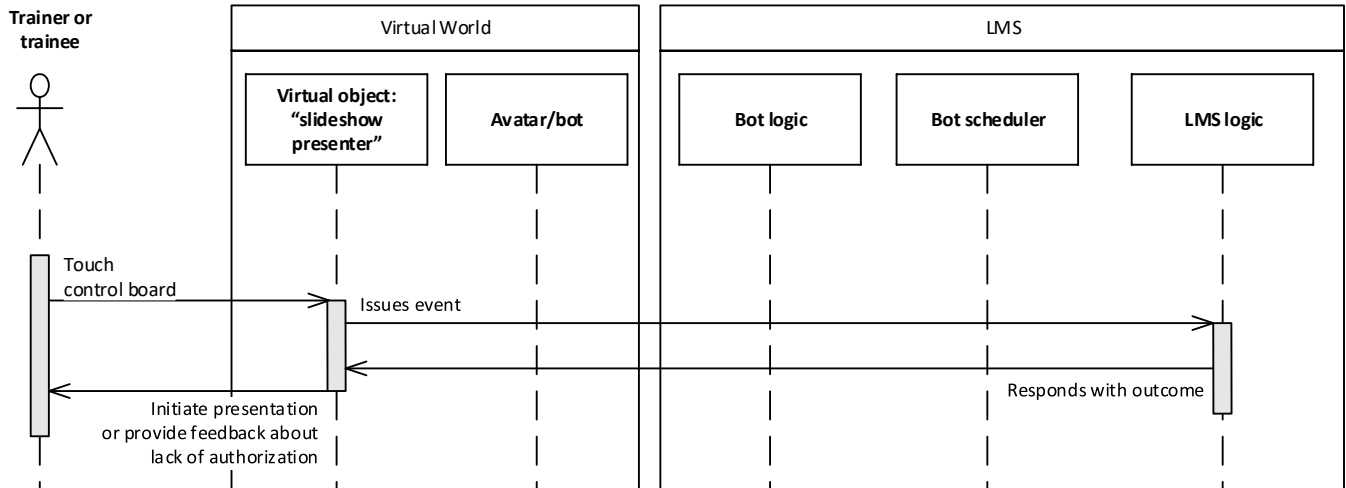 Trainer or
trainee
Virtual World
LMS
Virtual object:
“slideshow
presenter”
Avatar/bot
Bot logic
Bot scheduler
LMS logic
Touch
control board
Issues event
Responds with outcome
Initiate presentation
or provide feedback about
lack of authorization